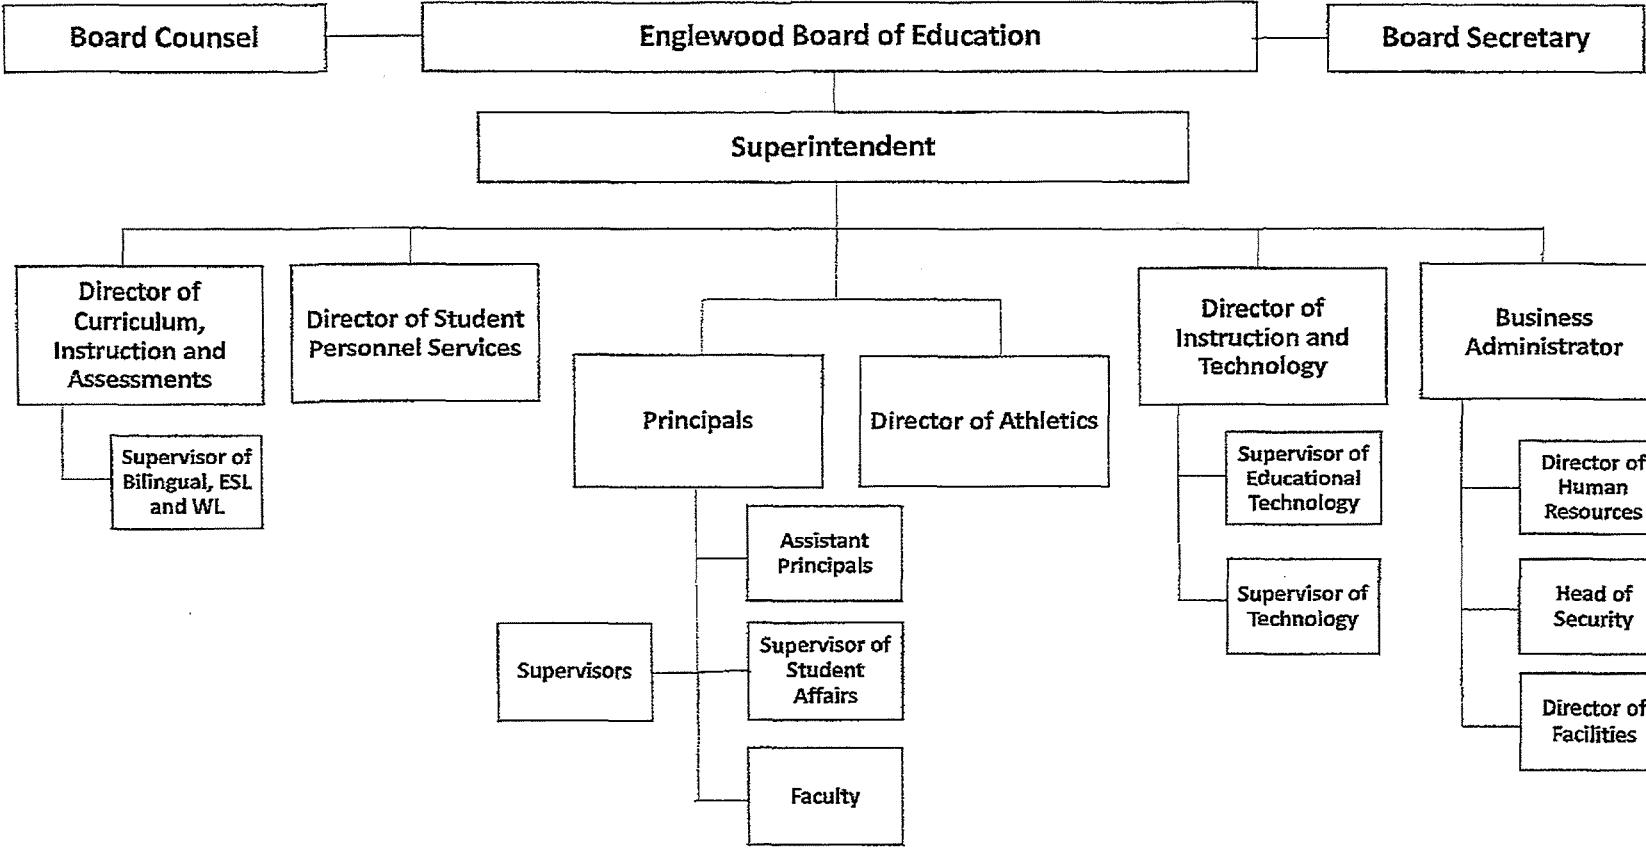 Board Counsel
Englewood Board of Education
Board Secretary
Superintendent
Director of
Curriculum,
Instruction and
Assessments
Director of Student
Personnel Services
Principals
Director of Athletics
Director of
Instruction and
Technology
Business
Administrator
Supervisor of
Bilingual, ESL
and WL
Assistant
Principals
Supervisors
Supervisor of
Student
Affairs
Faculty
Supervisor of
Educational
Technology
Supervisor of
Technology
Director of
Human
Resources
Head of
Security
Director of
Facilities